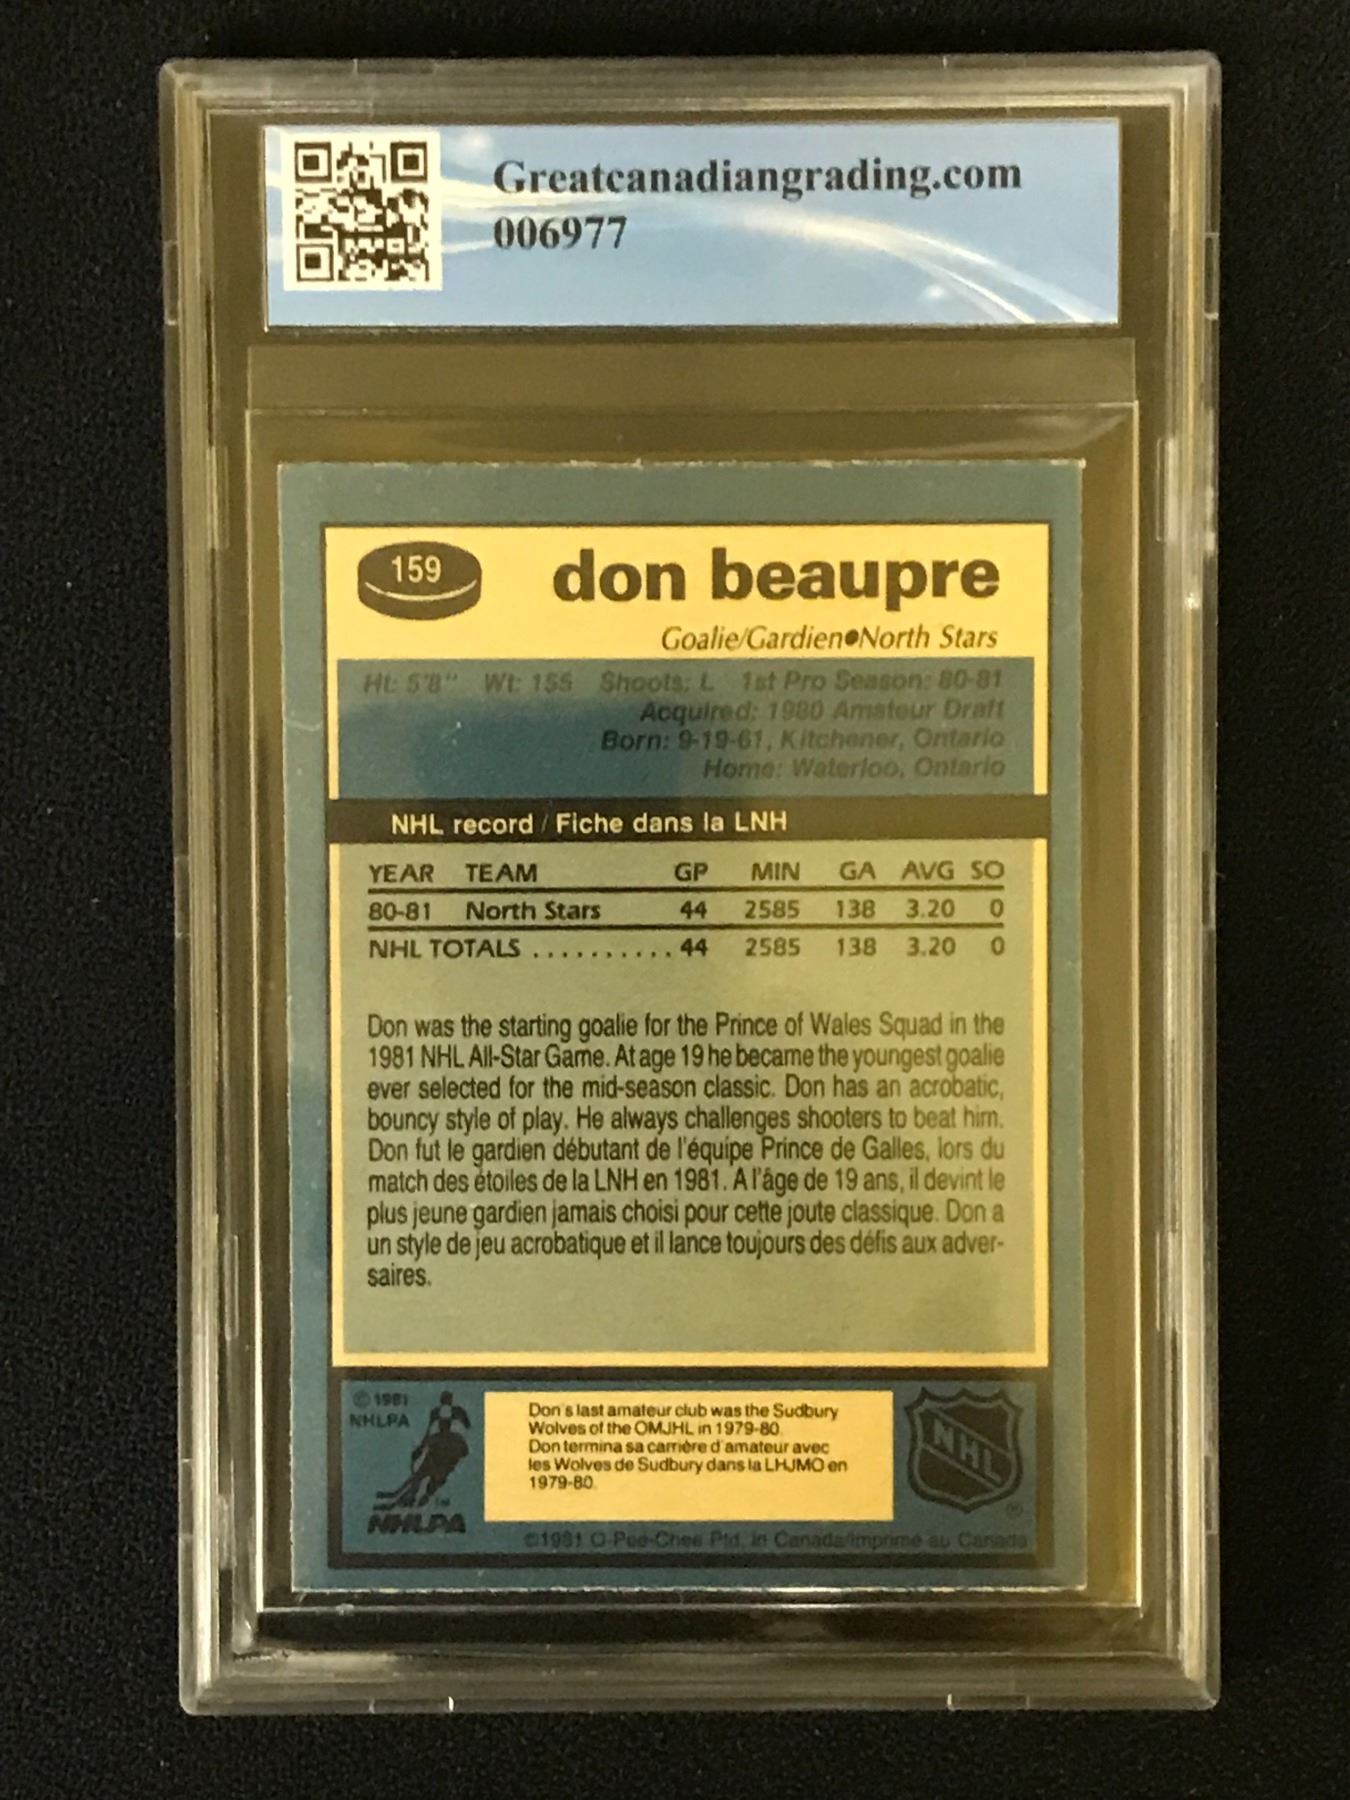 Greatcanadiangrading.com
006977
159
don beaupre
Goalie/Gardien●North Stars
Ht: 5'8" Wt: 155 Shoots: L 1st Pro Season: 80-81
Acquired: 1980 Amateur Draft
Born: 9-19-61, Kitchener, Ontario
Home: Waterloo, Ontario
NHL record / Fiche dans la LNH
YEAR TEAM GP MIN GA AVG SO
80-81 North Stars 44 2585 138 3.20 0
NHL TOTALS .......... 44 2585 138 3.20 0
Don was the starting goalie for the Prince of Wales Squad in the
1981 NHL All-Star Game. At age 19 he became the youngest goalie
ever selected for the mid-season classic. Don has an acrobatic,
bouncy style of play. He always challenges shooters to beat him.
Don fut le gardien débutant de l'équipe Prince de Galles, lors du
match des étoiles de la LNH en 1981. A l'âge de 19 ans, il devint le
plus jeune gardien jamais choisi pour cette joute classique. Don a
un style de jeu acrobatique et il lance toujours des défis aux adver-
saires.
© 1981
NHLPA
TM
NHLPA
Don's last amateur club was the Sudbury
Wolves of the OMJHL in 1979-80.
Don termina sa carrière d'amateur avec
les Wolves de Sudbury dans la LHJMO en
1979-80.
NHL
®
©1981 O-Pee-Chee Ptd. in Canada/Imprimé au Canada